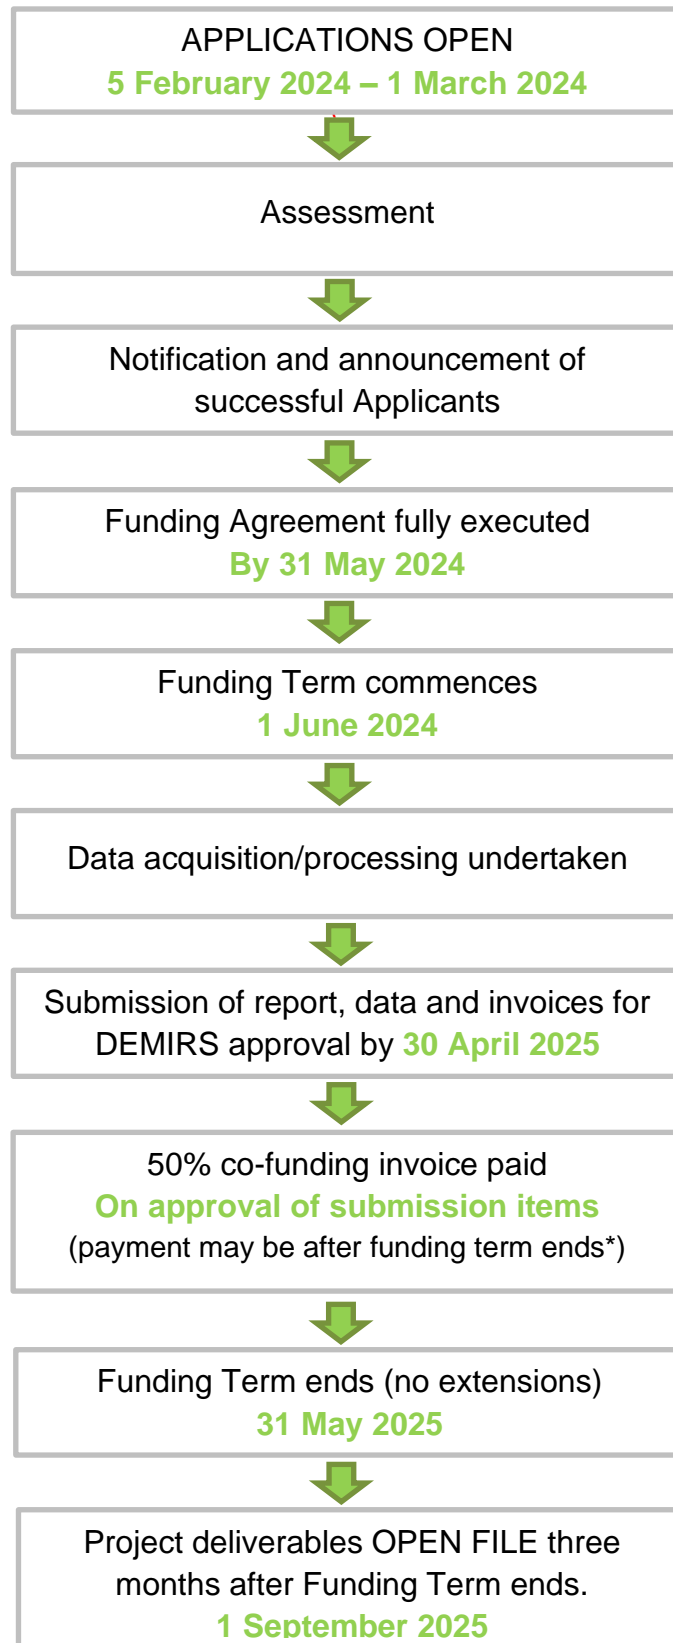 APPLICATIONS OPEN
5 February 2024 – 1 March 2024
Assessment
Notification and announcement of
successful Applicants
Funding Agreement fully executed
By 31 May 2024
Funding Term commences
1 June 2024
Data acquisition/processing undertaken
Submission of report, data and invoices for
DEMIRS approval by 30 April 2025
50% co-funding invoice paid
On approval of submission items
(payment may be after funding term ends*)
Funding Term ends (no extensions)
31 May 2025
Project deliverables OPEN FILE three
months after Funding Term ends.
1 September 2025